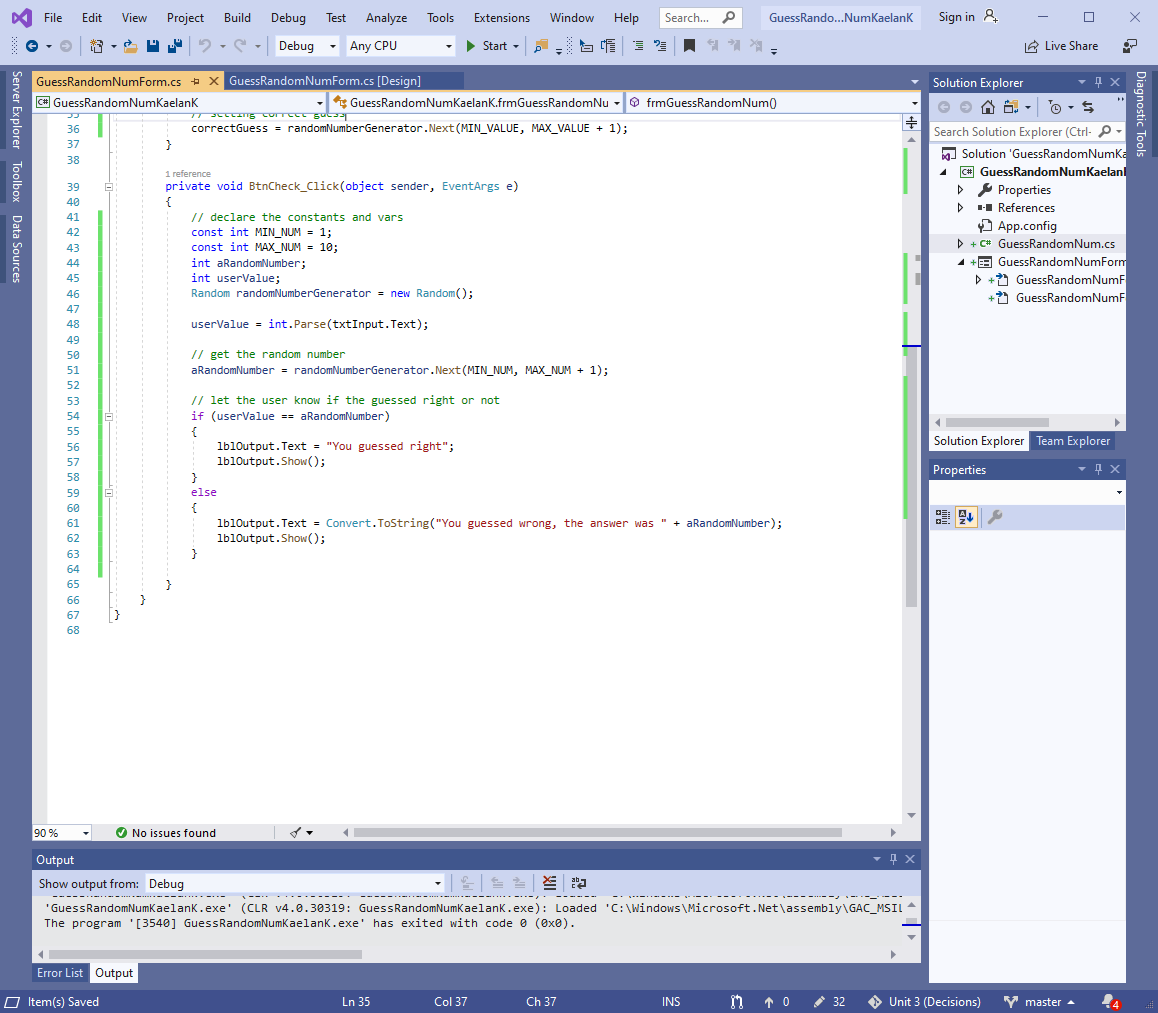 File Edit View Project Build Debug Test Analyze Tools Extensions Window Help Search... GuessRando...NumKaelanK Sign in
Debug Any CPU Start Live Share
Server Explorer
Toolbox
Data Sources
GuessRandomNumForm.cs GuessRandomNumForm.cs [Design]
GuessRandomNumKaelanK GuessRandomNumKaelanK.frmGuessRandomNu frmGuessRandomNum()
35 // setting correct guess
36 correctGuess = randomNumberGenerator.Next(MIN_VALUE, MAX_VALUE + 1);
37 }
38
1 reference
39 private void BtnCheck_Click(object sender, EventArgs e)
40 {
41 // declare the constants and vars
42 const int MIN_NUM = 1;
43 const int MAX_NUM = 10;
44 int aRandomNumber;
45 int userValue;
46 Random randomNumberGenerator = new Random();
47
48 userValue = int.Parse(txtInput.Text);
49
50 // get the random number
51 aRandomNumber = randomNumberGenerator.Next(MIN_NUM, MAX_NUM + 1);
52
53 // let the user know if the guessed right or not
54 if (userValue == aRandomNumber)
55 {
56 lblOutput.Text = "You guessed right";
57 lblOutput.Show();
58 }
59 else
60 {
61 lblOutput.Text = Convert.ToString("You guessed wrong, the answer was " + aRandomNumber);
62 lblOutput.Show();
63 }
64
65 }
66 }
67 }
68
90 % No issues found
Output
Show output from: Debug
'GuessRandomNumKaelanK.exe' (CLR v4.0.30319: GuessRandomNumKaelanK.exe): Loaded 'C:\Windows\Microsoft.Net\assembly\GAC_MSIL
The program '[3540] GuessRandomNumKaelanK.exe' has exited with code 0 (0x0).
Error List Output
Solution Explorer
Search Solution Explorer (Ctrl-
Solution 'GuessRandomNumKa
GuessRandomNumKaelanK
Properties
References
App.config
GuessRandomNum.cs
GuessRandomNumForm
GuessRandomNumF
GuessRandomNumF
Solution Explorer Team Explorer
Properties
Diagnostic Tools
Item(s) Saved Ln 35 Col 37 Ch 37 INS 0 32 Unit 3 (Decisions) master 4